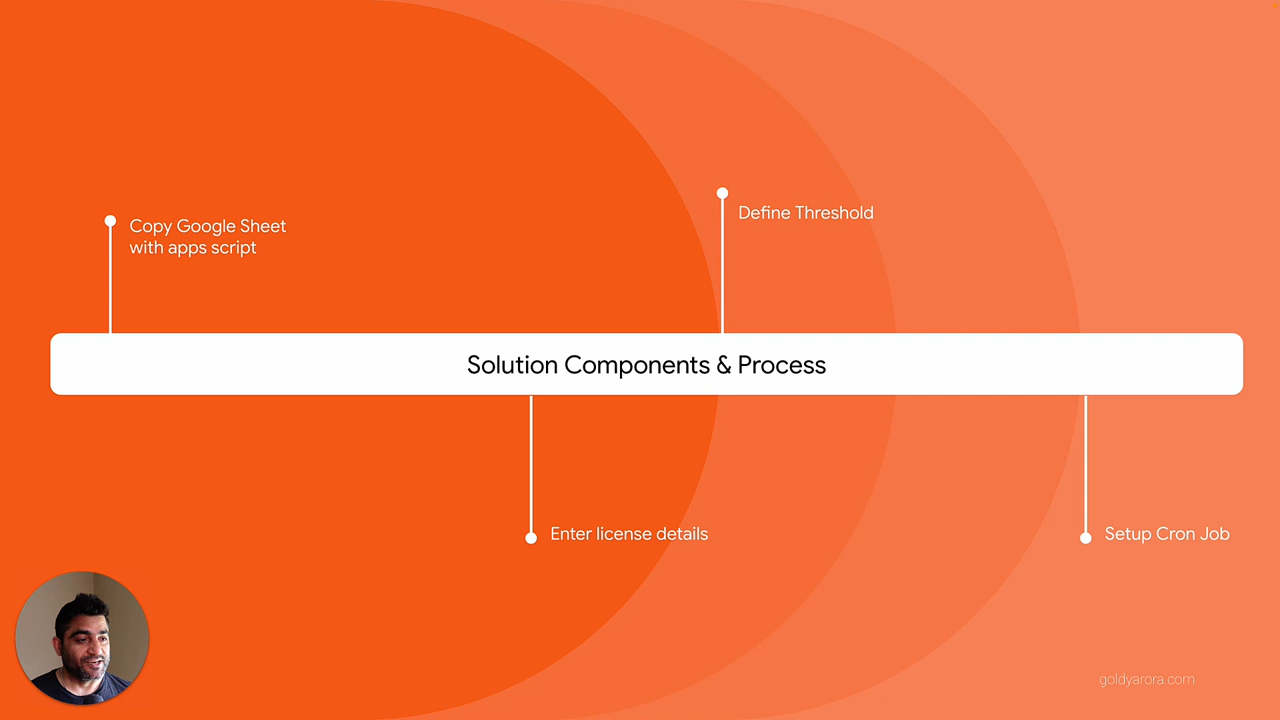 Copy Google Sheet
with apps script
Define Threshold
Solution Components & Process
Enter license details
Setup Cron Job
goldyarora.com